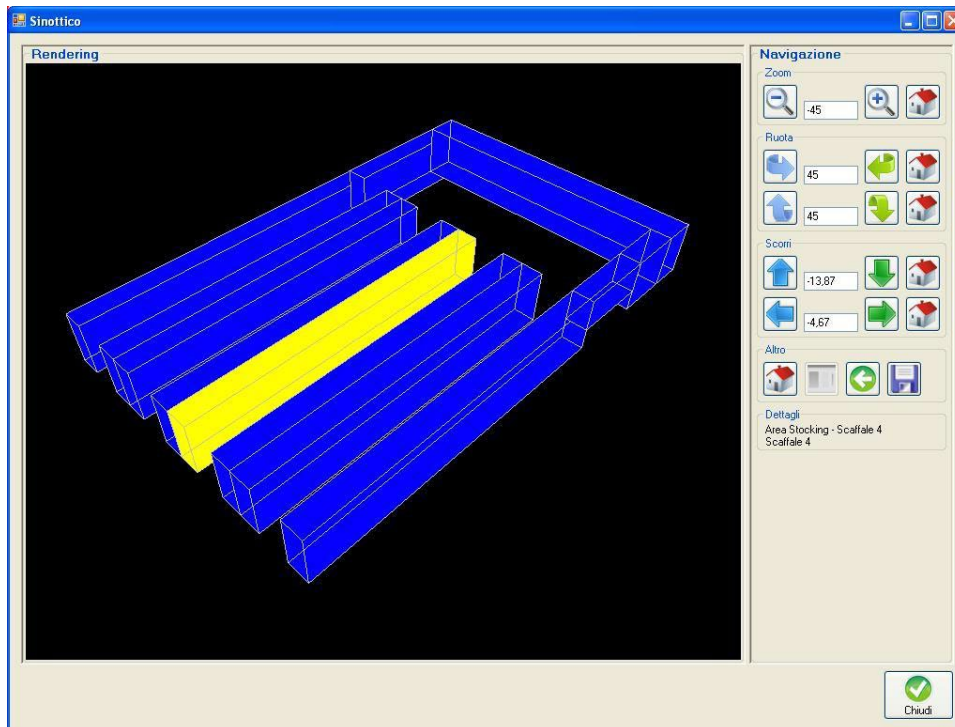 Sinottico
Rendering
Navigazione
Zoom
-45
Ruota
45
45
Scorri
-13,87
-4,67
Altro
Dettagli
Area Stocking - Scaffale 4
Scaffale 4
Chiudi